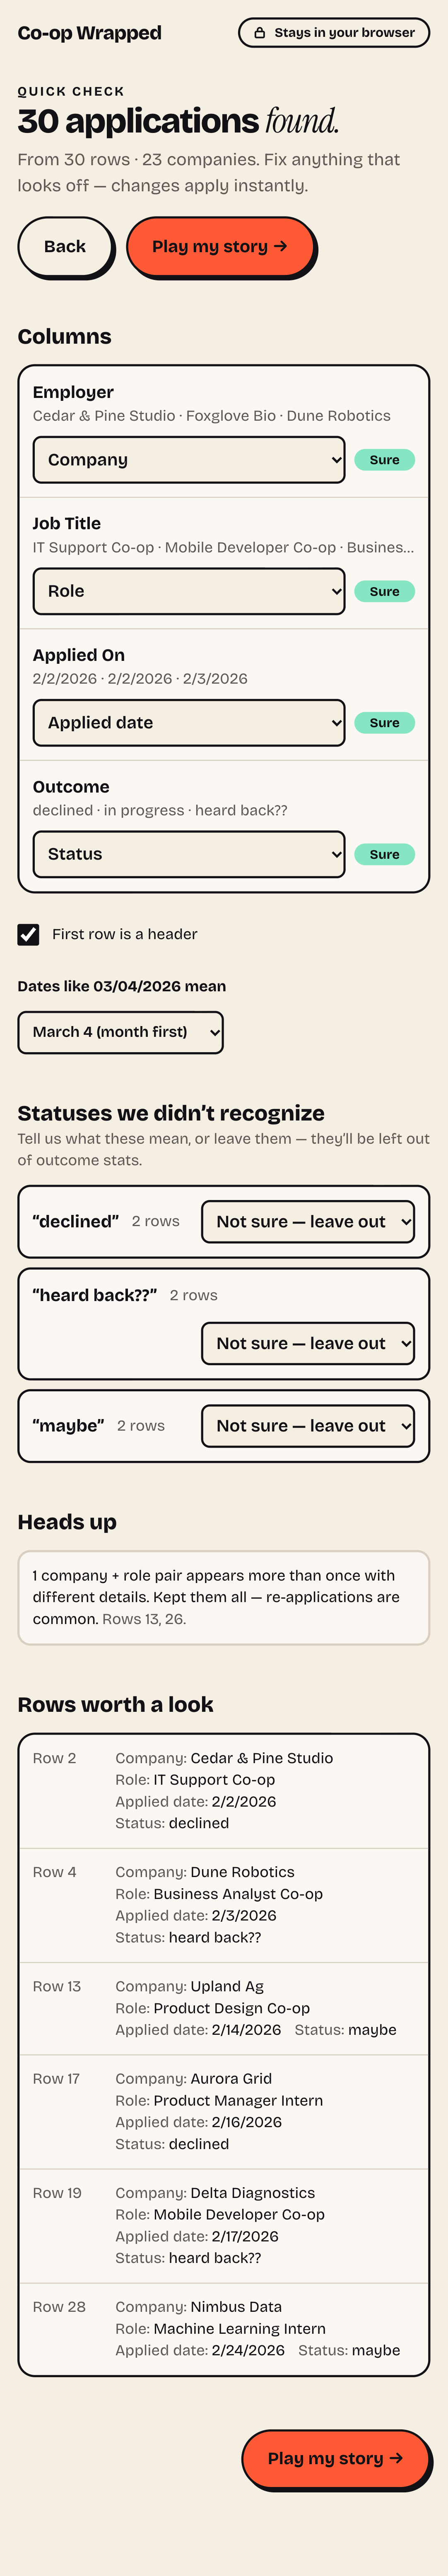 Co-op Wrapped
Stays in your browser
QUICK CHECK
30 applications found.
From 30 rows · 23 companies. Fix anything that
looks off — changes apply instantly.
Back
Play my story →
Columns
Employer
Cedar & Pine Studio · Foxglove Bio · Dune Robotics
Company
Sure
Job Title
IT Support Co-op · Mobile Developer Co-op · Busines...
Role
Sure
Applied On
2/2/2026 · 2/2/2026 · 2/3/2026
Applied date
Sure
Outcome
declined · in progress · heard back??
Status
Sure
First row is a header
Dates like 03/04/2026 mean
March 4 (month first)
Statuses we didn’t recognize
Tell us what these mean, or leave them — they’ll be left out
of outcome stats.
“declined” 2 rows
Not sure — leave out
“heard back??” 2 rows
Not sure — leave out
“maybe” 2 rows
Not sure — leave out
Heads up
1 company + role pair appears more than once with
different details. Kept them all — re-applications are
common. Rows 13, 26.
Rows worth a look
Row 2
Company: Cedar & Pine Studio
Role: IT Support Co-op
Applied date: 2/2/2026
Status: declined
Row 4
Company: Dune Robotics
Role: Business Analyst Co-op
Applied date: 2/3/2026
Status: heard back??
Row 13
Company: Upland Ag
Role: Product Design Co-op
Applied date: 2/14/2026 Status: maybe
Row 17
Company: Aurora Grid
Role: Product Manager Intern
Applied date: 2/16/2026
Status: declined
Row 19
Company: Delta Diagnostics
Role: Mobile Developer Co-op
Applied date: 2/17/2026
Status: heard back??
Row 28
Company: Nimbus Data
Role: Machine Learning Intern
Applied date: 2/24/2026 Status: maybe
Play my story →